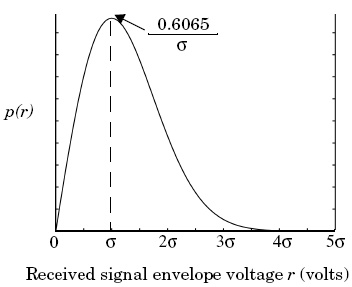 0.6065
σ
p(r)
0 σ 2σ 3σ 4σ 5σ
Received signal envelope voltage r (volts)